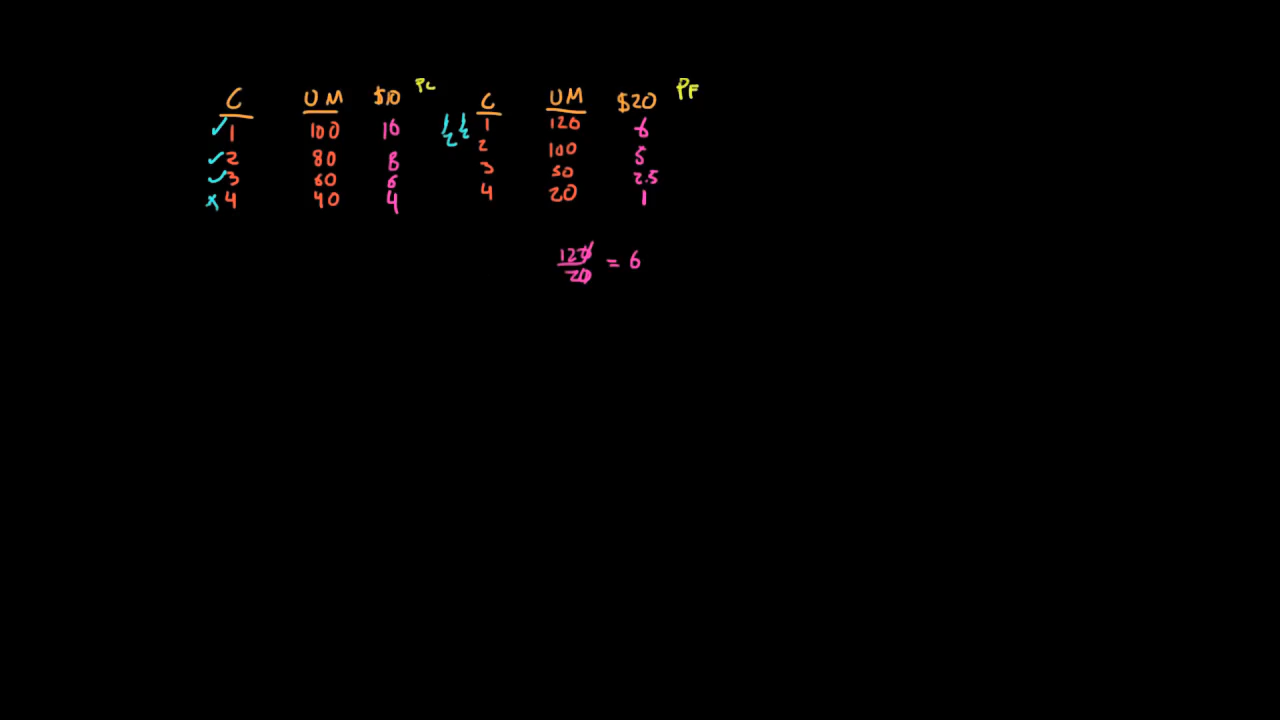 C UM $10 PC C UM $20 PF
✓ 1 100 10 1 120 6
✓ 2 80 8 2 100 5
✓ 3 60 6 3 50 2.5
x 4 40 4 4 20 1
120/20 = 6